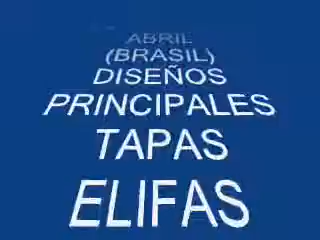 ABRIL
(BRASIL)
DISEÑOS
PRINCIPALES
TAPAS
ELIFAS